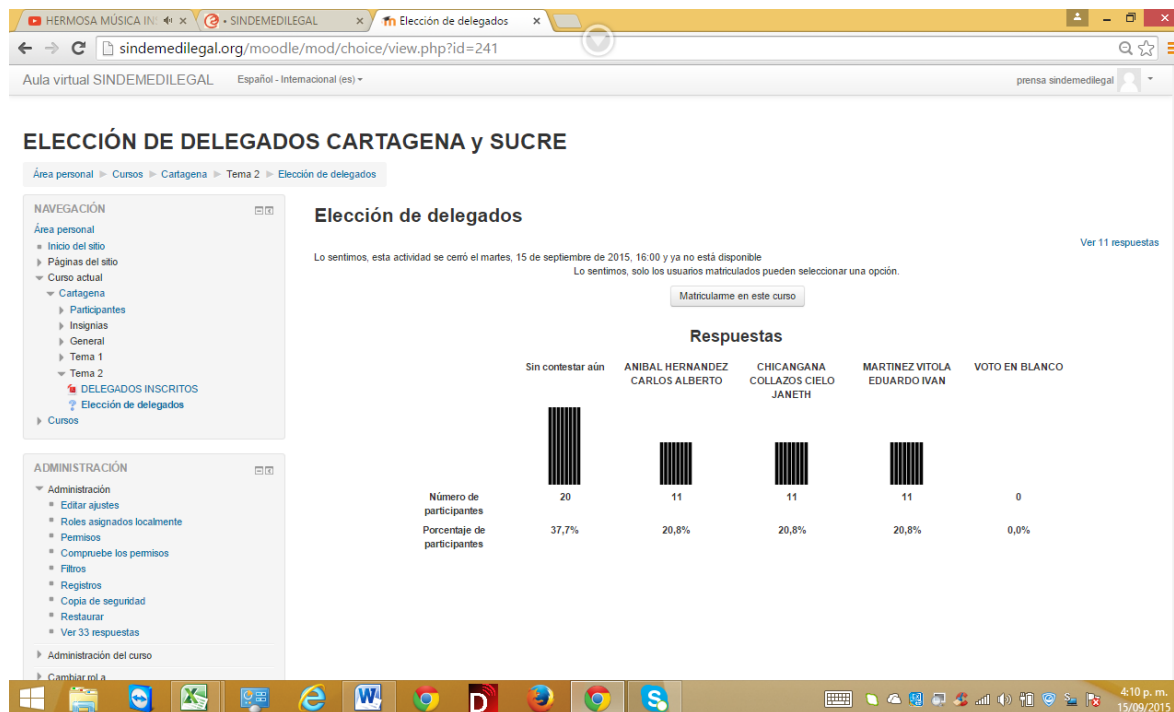 HERMOSA MÚSICA IN
- SINDEMEDILEGAL
Elección de delegados
sindemedilegal.org/moodle/mod/choice/view.php?id=241
Aula virtual SINDEMEDILEGAL
Español - Internacional (es)
prensa sindemedilegal
ELECCIÓN DE DELEGADOS CARTAGENA y SUCRE
Área personal
Cursos
Cartagena
Tema 2
Elección de delegados
NAVEGACIÓN
Área personal
Inicio del sitio
Páginas del sitio
Curso actual
Cartagena
Participantes
Insignias
General
Tema 1
Tema 2
DELEGADOS INSCRITOS
Elección de delegados
Cursos
ADMINISTRACIÓN
Administración
Editar ajustes
Roles asignados localmente
Permisos
Compruebe los permisos
Filtros
Registros
Copia de seguridad
Restaurar
Ver 33 respuestas
Administración del curso
Cambiar rol a
Elección de delegados
Ver 11 respuestas
Lo sentimos, esta actividad se cerró el martes, 15 de septiembre de 2015, 16:00 y ya no está disponible
Lo sentimos, solo los usuarios matriculados pueden seleccionar una opción.
Matricularme en este curso
Respuestas
Sin contestar aún
ANIBAL HERNANDEZ
CARLOS ALBERTO
CHICANGANA
COLLAZOS CIELO
JANETH
MARTINEZ VITOLA
EDUARDO IVAN
VOTO EN BLANCO
Número de
participantes
20
11
11
11
0
Porcentaje de
participantes
37,7%
20,8%
20,8%
20,8%
0,0%
4:10 p. m.
15/09/2015